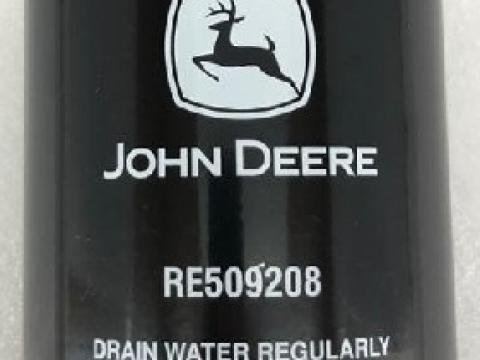 JOHN DEERE
RE509208
DRAIN WATER REGULARLY